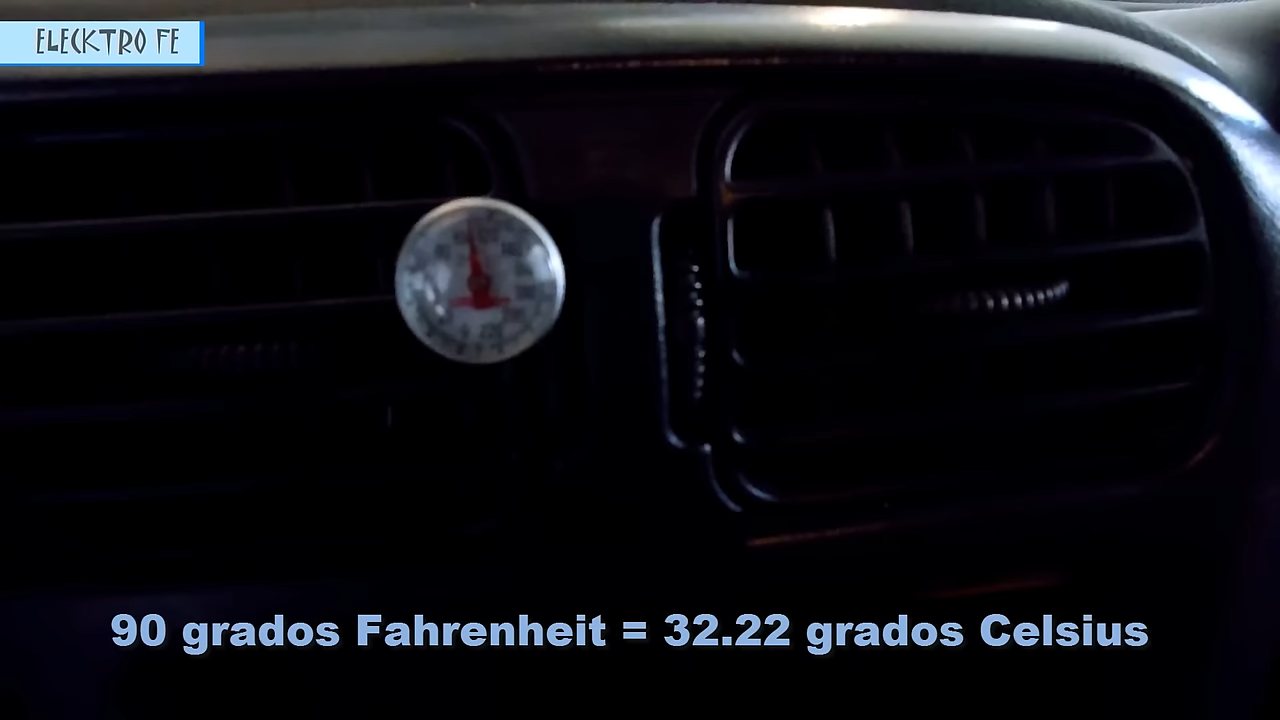 ELECKTRO FE
90 grados Fahrenheit = 32.22 grados Celsius